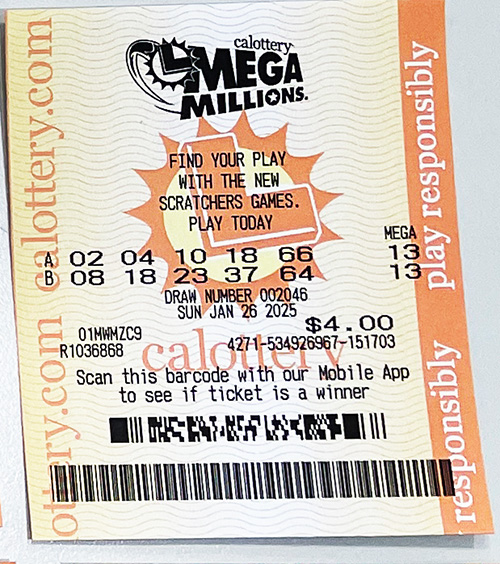 calottery
MEGA
MILLIONS.
FIND YOUR PLAY
WITH THE NEW
SCRATCHERS GAMES.
PLAY TODAY
MEGA
A 02 04 10 18 66 13
B 08 18 23 37 64 13
DRAW NUMBER 002046
SUN JAN 26 2025
$4.00
01MWMZC9
R1036868 4271-534926967-151703
calottery
Scan this barcode with our Mobile App
to see if ticket is a winner
ottery.com calottery.com
play responsibly
responsibly